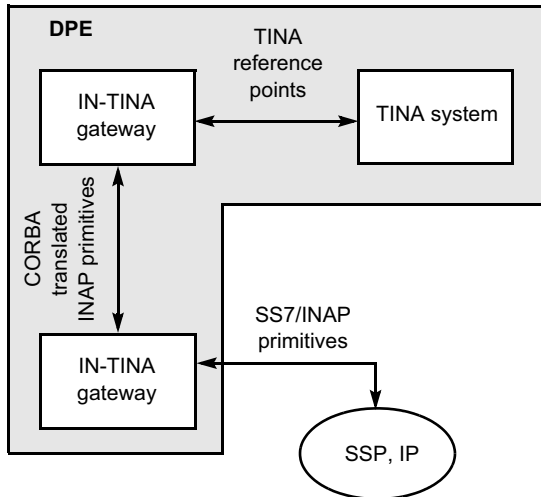 DPE
TINA
reference
points
IN-TINA
gateway
TINA system
CORBA
translated
INAP primitives
SS7/INAP
primitives
IN-TINA
gateway
SSP, IP